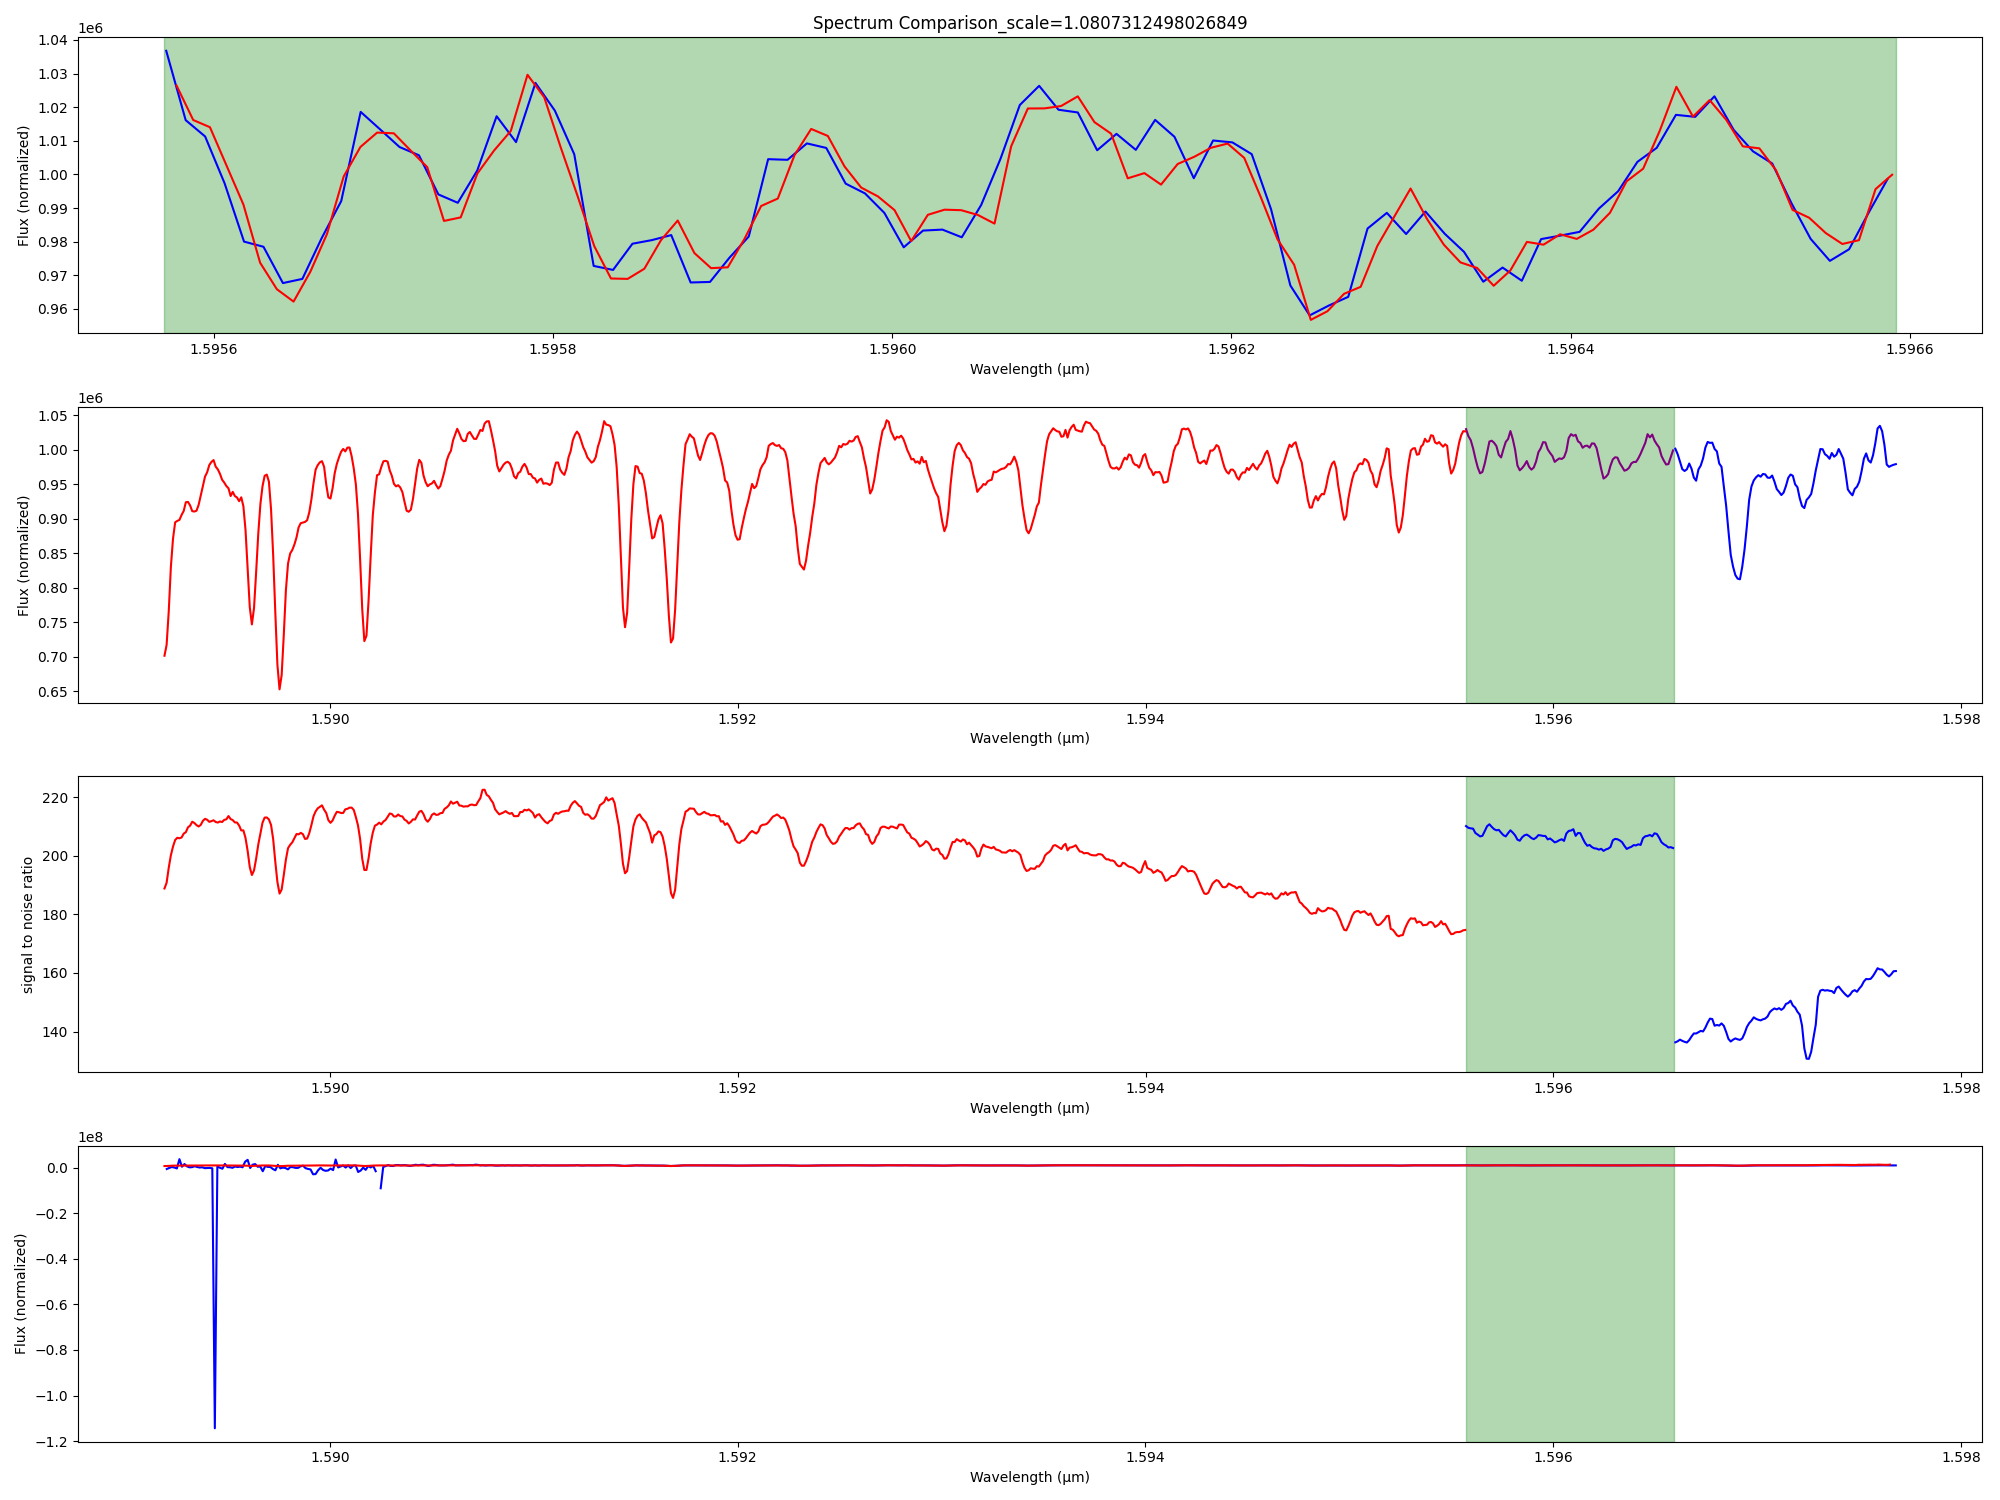 Spectrum Comparison_scale=1.0807312498026849
1e6
1.04
1.03
1.02
1.01
1.00
0.99
0.98
0.97
0.96
Flux (normalized)
1.5956 1.5958 1.5960 1.5962 1.5964 1.5966
Wavelength (μm)
1e6
1.05
1.00
0.95
0.90
0.85
0.80
0.75
0.70
0.65
Flux (normalized)
1.590 1.592 1.594 1.596 1.598
Wavelength (μm)
220
200
180
160
140
signal to noise ratio
1.590 1.592 1.594 1.596 1.598
Wavelength (μm)
1e8
0.0
−0.2
−0.4
−0.6
−0.8
−1.0
−1.2
Flux (normalized)
1.590 1.592 1.594 1.596 1.598
Wavelength (μm)